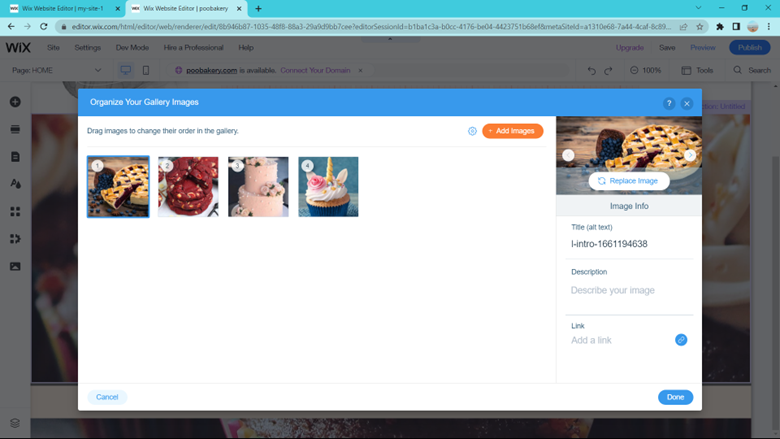 Wix Website Editor | my-site-1
Wix Website Editor | poobakery
editor.wix.com/html/editor/web/renderer/edit/8b946b87-1035-48f8-88a3-29a9d9bb7cee?editorSessionId=b1ba1c3a-b0cc-4176-be04-4423751b68ef&metaSiteId=a1310e68-7a44-4caf-8c89...
WiX Site Settings Dev Mode Hire a Professional Help Upgrade Save Preview Publish
Page: HOME poobakery.com is available. Connect Your Domain 100% Tools Search
Organize Your Gallery Images ?
Drag images to change their order in the gallery. + Add Images
1 2 3 4
Replace Image
Image Info
Title (alt text)
l-intro-1661194638
Description
Describe your image
Link
Add a link
Cancel Done